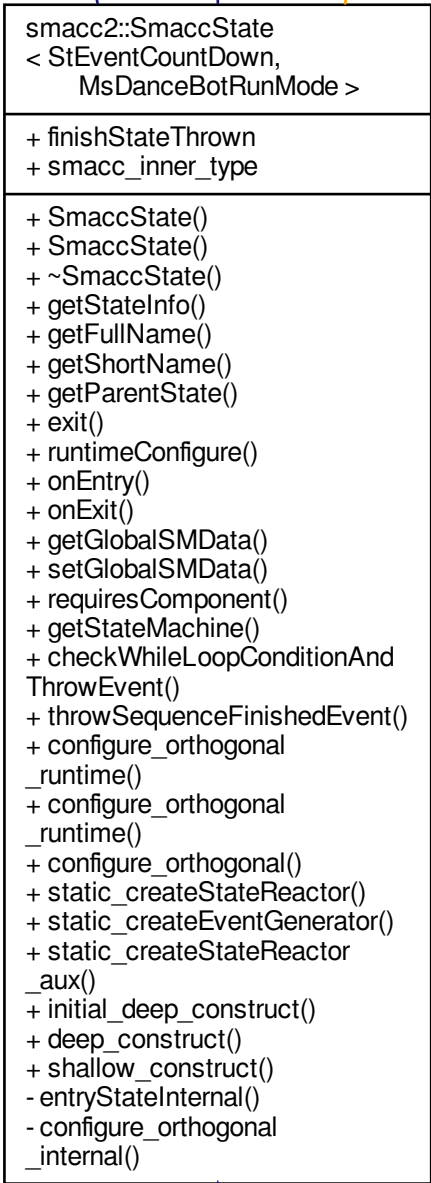 smacc2::SmaccState
< StEventCountDown,
MsDanceBotRunMode >
+ finishStateThrown
+ smacc_inner_type
+ SmaccState()
+ SmaccState()
+ ~SmaccState()
+ getStateInfo()
+ getFullName()
+ getShortName()
+ getParentState()
+ exit()
+ runtimeConfigure()
+ onEntry()
+ onExit()
+ getGlobalSMData()
+ setGlobalSMData()
+ requiresComponent()
+ getStateMachine()
+ checkWhileLoopConditionAnd
ThrowEvent()
+ throwSequenceFinishedEvent()
+ configure_orthogonal
_runtime()
+ configure_orthogonal
_runtime()
+ configure_orthogonal()
+ static_createStateReactor()
+ static_createEventGenerator()
+ static_createStateReactor
_aux()
+ initial_deep_construct()
+ deep_construct()
+ shallow_construct()
- entryStateInternal()
- configure_orthogonal
_internal()